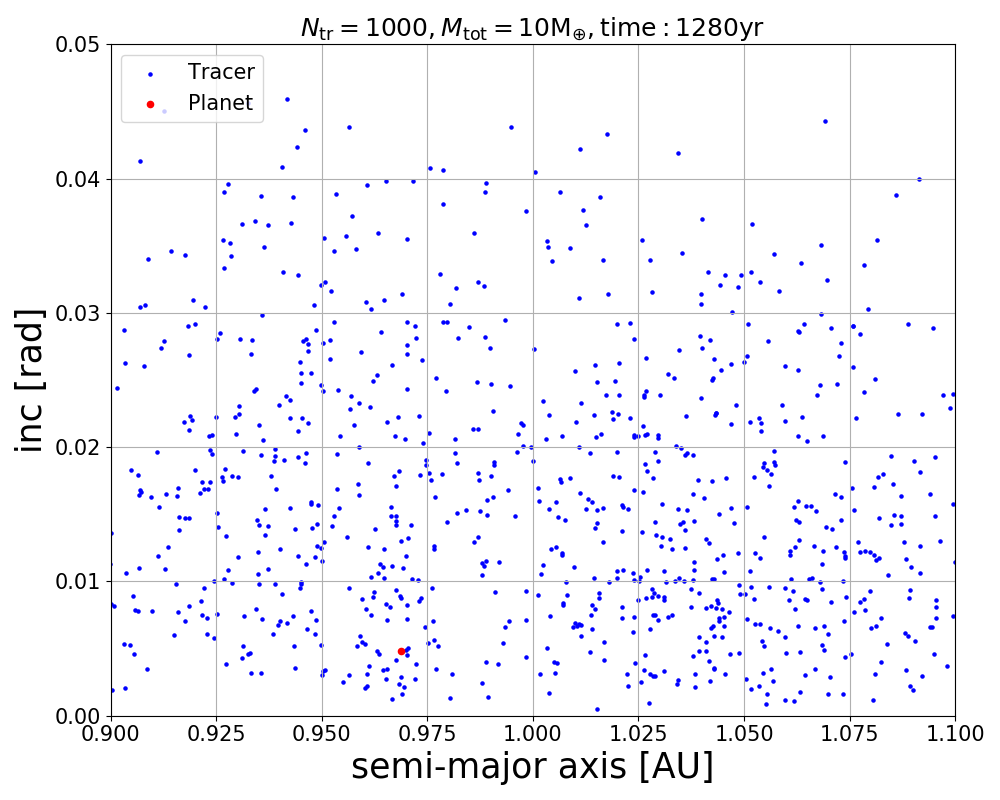 N_tr = 1000, M_tot = 10M_⊕, time : 1280yr
Tracer
Planet
0.05
0.04
0.03
0.02
0.01
0.00
inc [rad]
0.900 0.925 0.950 0.975 1.000 1.025 1.050 1.075 1.100
semi-major axis [AU]